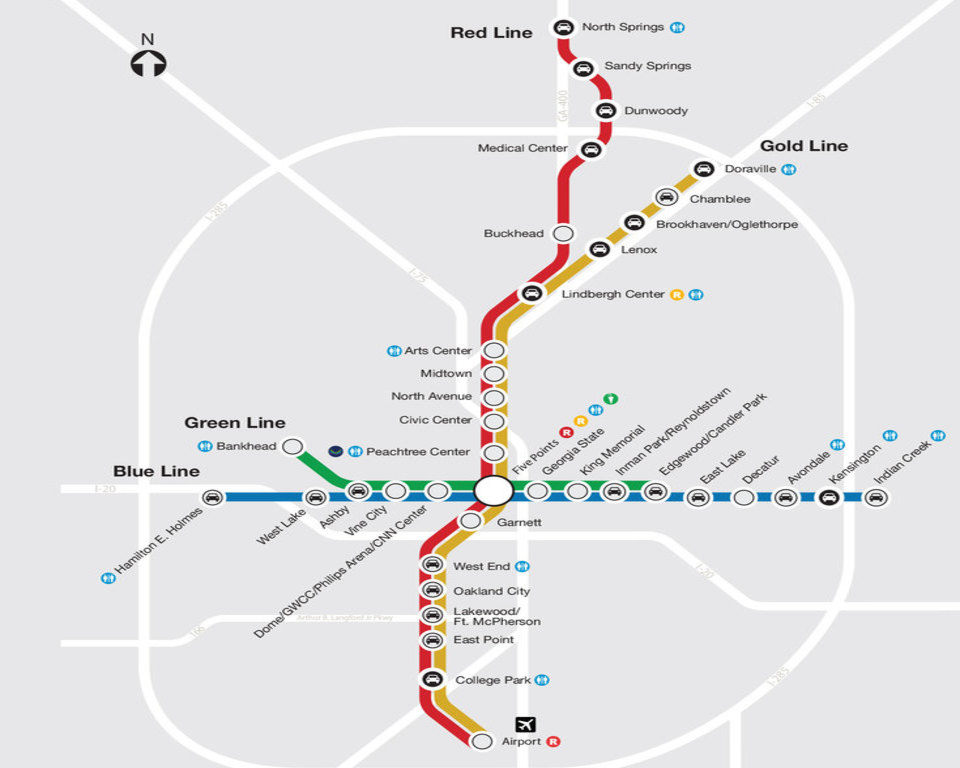 N
Red Line
North Springs
Sandy Springs
GA-400
I-85
Dunwoody
Gold Line
Medical Center
Doraville
Chamblee
I-285
Brookhaven/Oglethorpe
Buckhead
Lenox
I-75
Lindbergh Center R
Arts Center
Midtown
North Avenue
Civic Center
Green Line
Bankhead
Peachtree Center
Five Points R R
Georgia State
King Memorial
Inman Park/Reynoldstown
Edgewood/Candler Park
East Lake
Decatur
Avondale
Kensington
Indian Creek
Blue Line
I-20
Hamilton E. Holmes
West Lake
Ashby
Vine City
Dome/GWCC/Philips Arena/CNN Center
Garnett
West End
I-20
Oakland City
Lakewood/
Ft. McPherson
Arthur B. Langford Jr Pkwy
166
East Point
College Park
I-285
Airport R